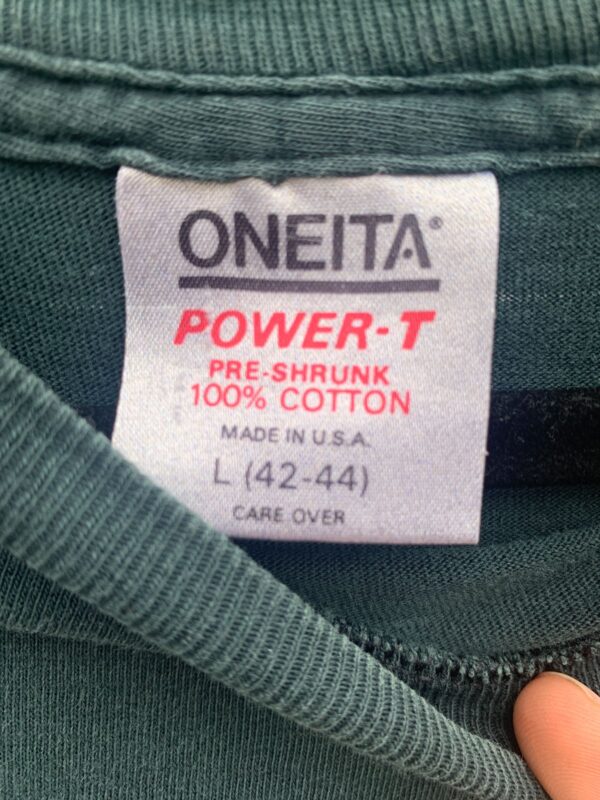 ONEITA®
POWER-T
PRE-SHRUNK
100% COTTON
MADE IN U.S.A.
L (42-44)
CARE OVER